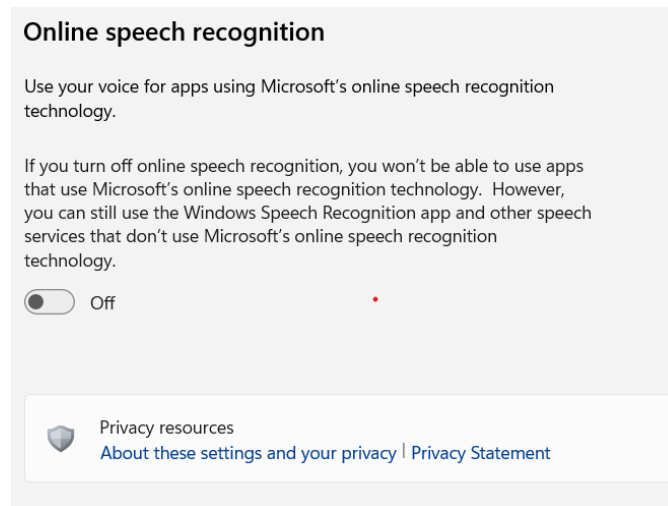 Online speech recognition
Use your voice for apps using Microsoft's online speech recognition
technology.
If you turn off online speech recognition, you won't be able to use apps
that use Microsoft's online speech recognition technology.  However,
you can still use the Windows Speech Recognition app and other speech
services that don't use Microsoft's online speech recognition
technology.
Off
Privacy resources
About these settings and your privacy | Privacy Statement